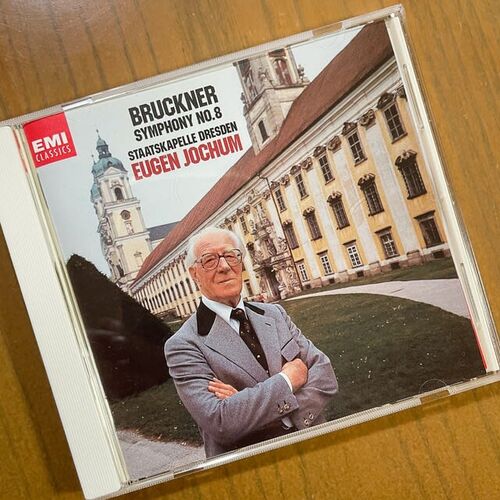 EMI
CLASSICS
BRUCKNER
SYMPHONY NO.8
STAATSKAPELLE DRESDEN
EUGEN JOCHUM